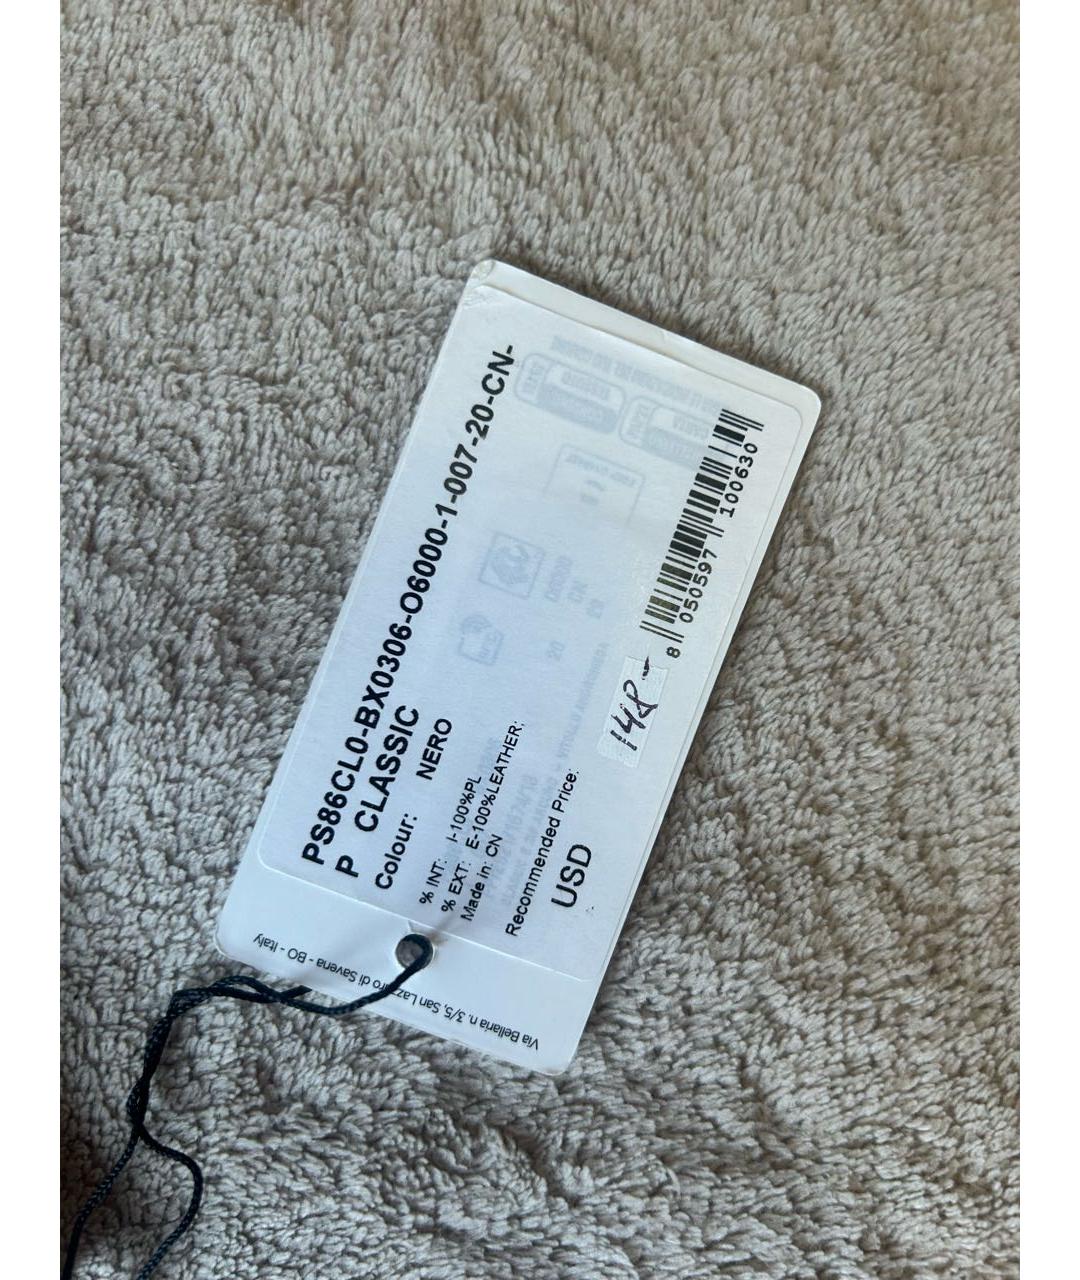 PS86CL0-BX0306-O6000-1-007-20-CN-
P CLASSIC
Colour: NERO
% INT: I-100%PL
% EXT: E-100%LEATHER;
Made in: CN
Recommended Price:
USD
148-
8 050597 100630
Via Bellaria n. 3/5, San Lazzaro di Savena - BO - Italy